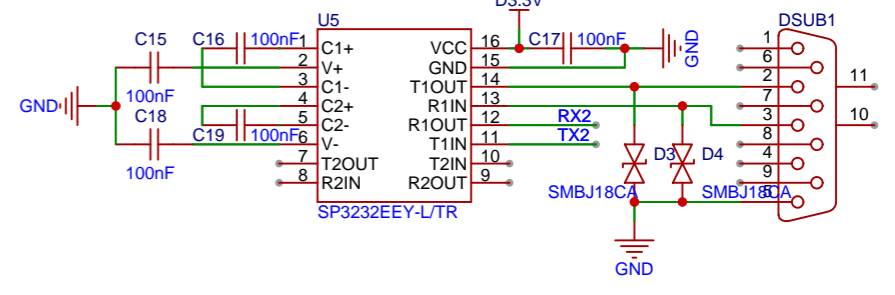 D3.3V
U5
DSUB1
C15
C16
100nF
1
C1+
VCC
16
C17
100nF
GND
1
6
2
V+
GND
15
2
11
3
C1-
T1OUT
14
7
100nF
GND
4
C2+
R1IN
13
3
10
C18
C19
100nF
5
C2-
R1OUT
12
RX2
8
6
V-
T1IN
11
TX2
4
100nF
7
T2OUT
T2IN
10
D3
D4
9
8
R2IN
R2OUT
9
SMBJ18CA
SMBJ18CA
5
SP3232EEY-L/TR
GND